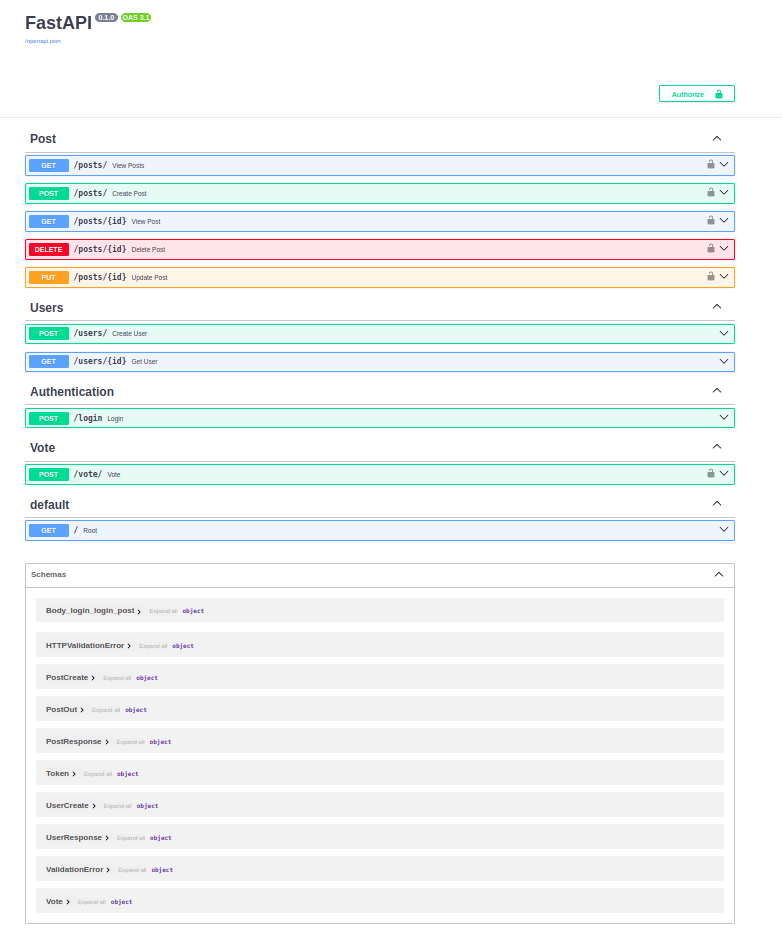 FastAPI 0.1.0 OAS 3.1
/openapi.json
Authorize
Post
GET /posts/ View Posts
POST /posts/ Create Post
GET /posts/{id} View Post
DELETE /posts/{id} Delete Post
PUT /posts/{id} Update Post
Users
POST /users/ Create User
GET /users/{id} Get User
Authentication
POST /login Login
Vote
POST /vote/ Vote
default
GET / Root
Schemas
Body_login_login_post Expand all object
HTTPValidationError Expand all object
PostCreate Expand all object
PostOut Expand all object
PostResponse Expand all object
Token Expand all object
UserCreate Expand all object
UserResponse Expand all object
ValidationError Expand all object
Vote Expand all object